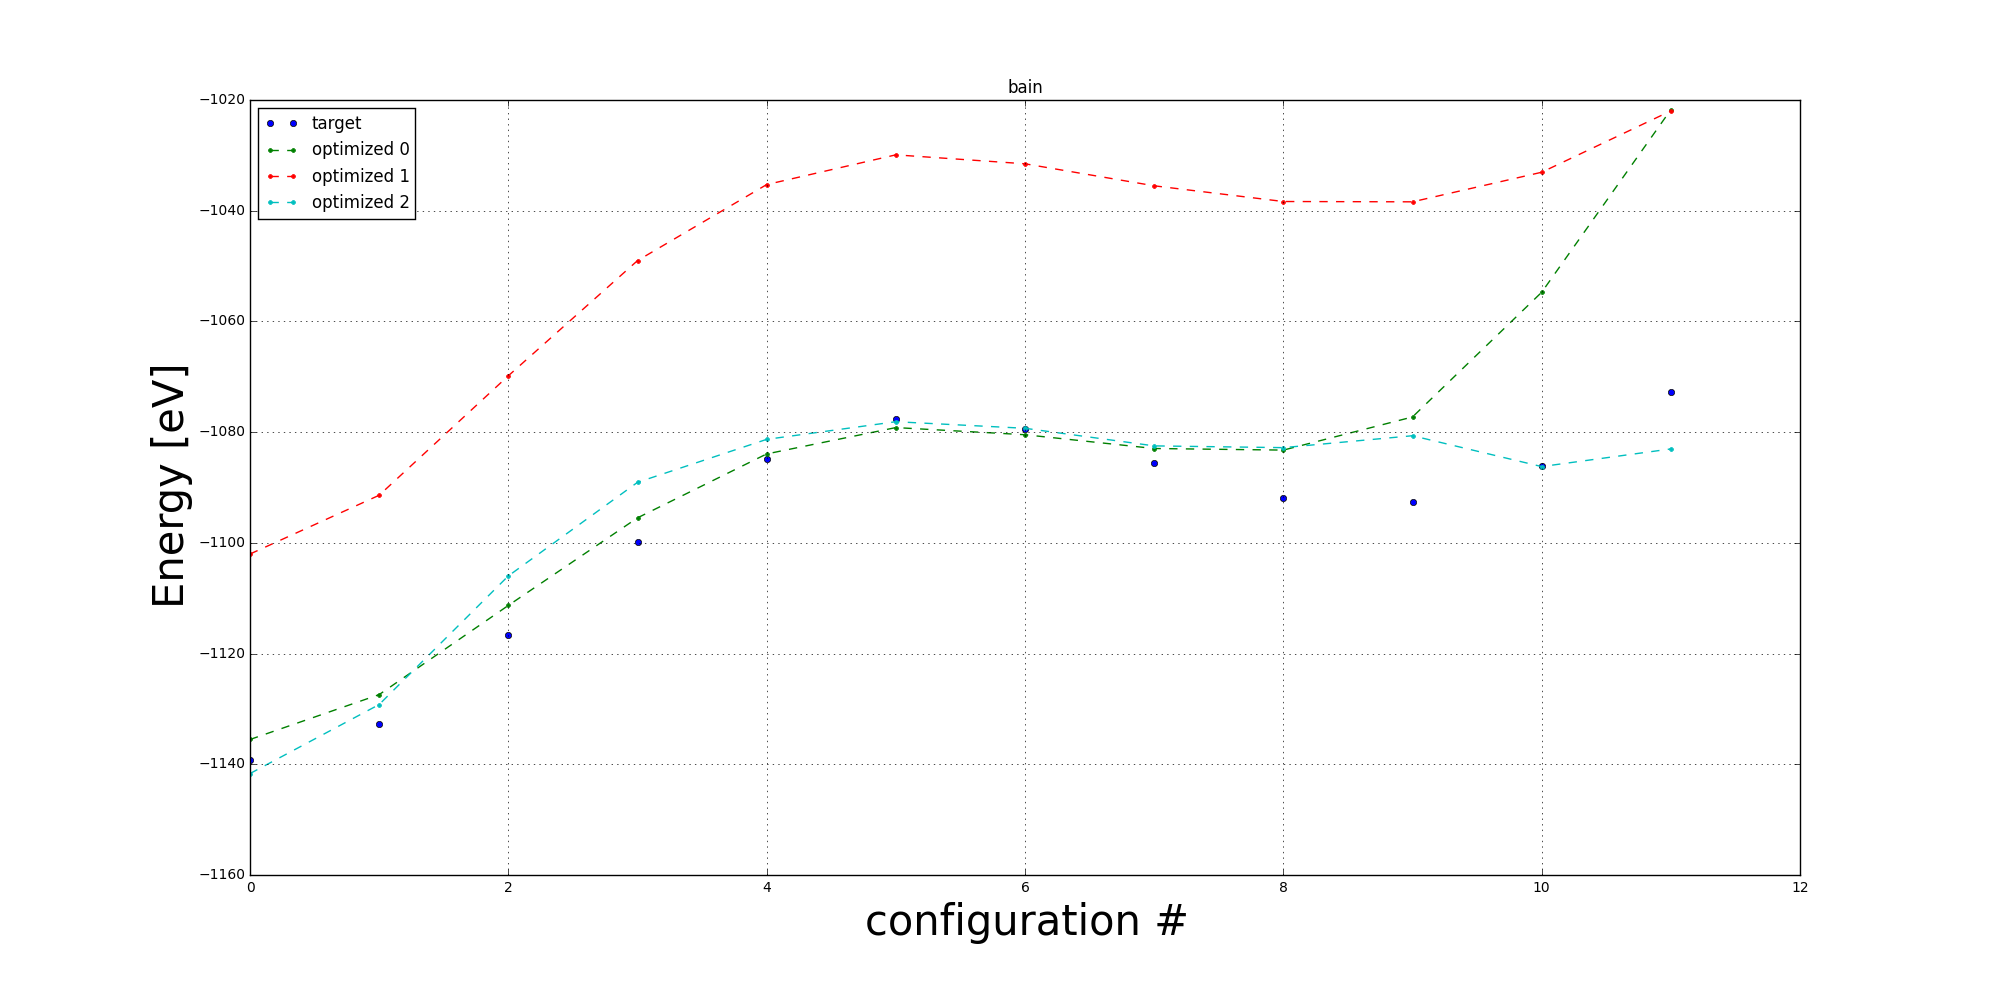 bain
−1020
−1040
−1060
−1080
−1100
−1120
−1140
−1160
target
optimized 0
optimized 1
optimized 2
Energy [eV]
0 2 4 6 8 10 12
configuration #